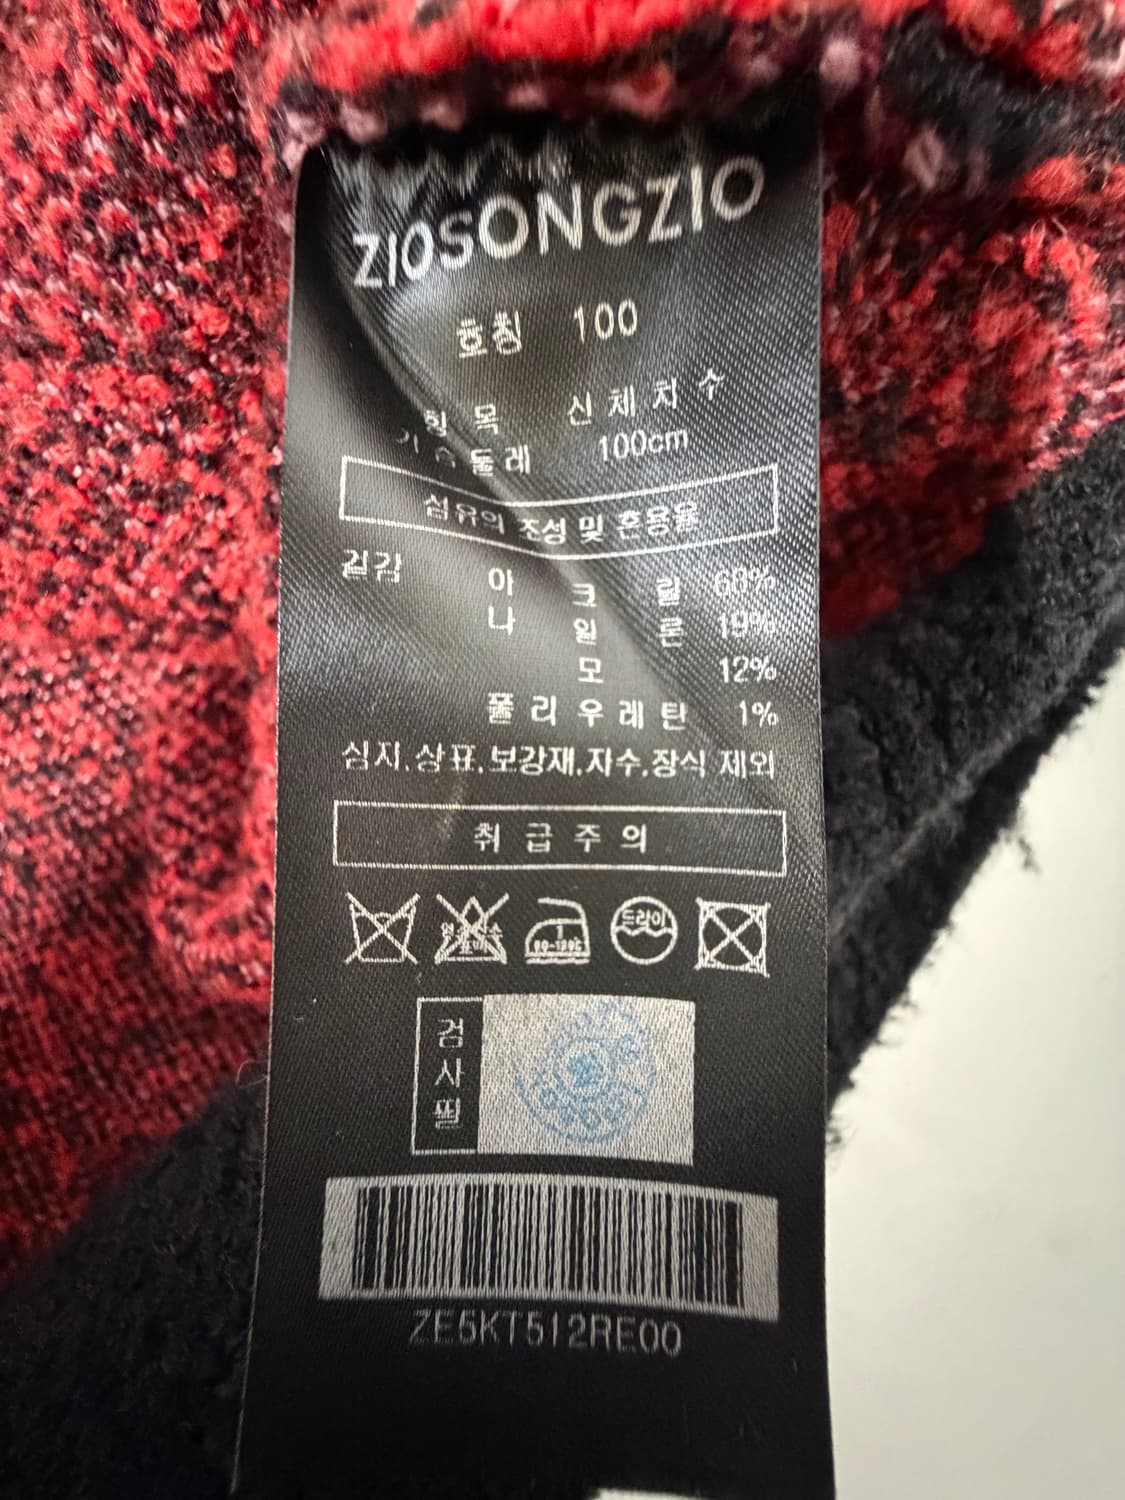 ZIOSONGZIO
호칭 100
항목 신체치수
가슴둘레 100cm
섬유의 조성 및 혼용율
겉감 아크릴 68%
나일론 19%
모 12%
폴리우레탄 1%
심지,상표,보강재,자수,장식 제외
취급주의
드라이
검사필
ZE5KT512RE00